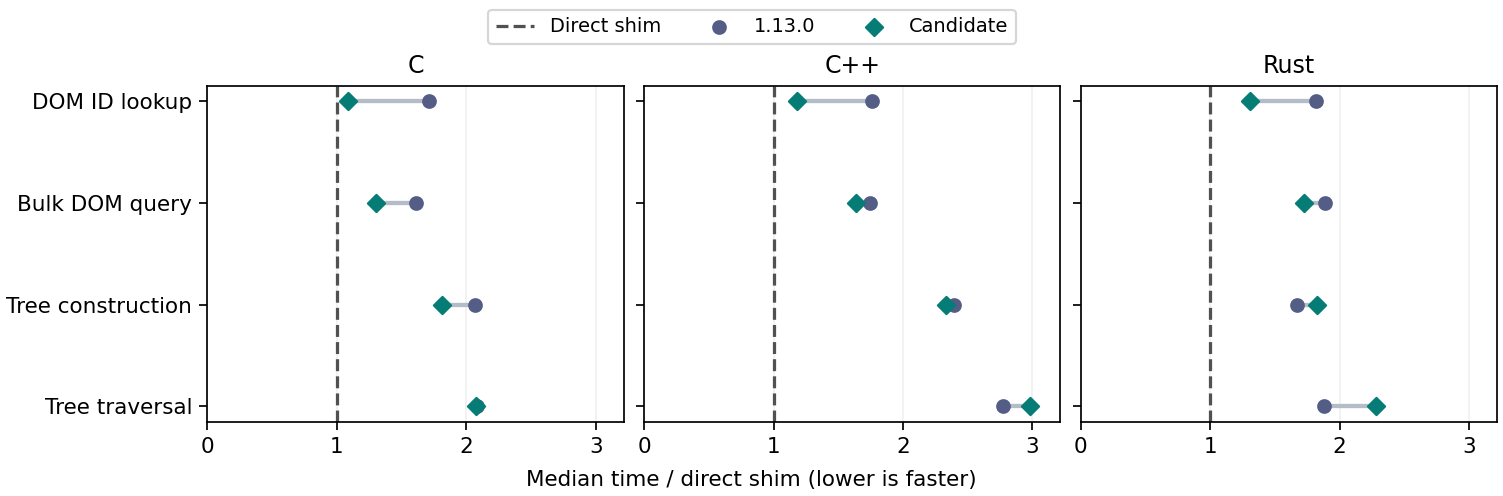 Direct shim 1.13.0 Candidate
C C++ Rust
DOM ID lookup
Bulk DOM query
Tree construction
Tree traversal
0 1 2 3 0 1 2 3 0 1 2 3
Median time / direct shim (lower is faster)